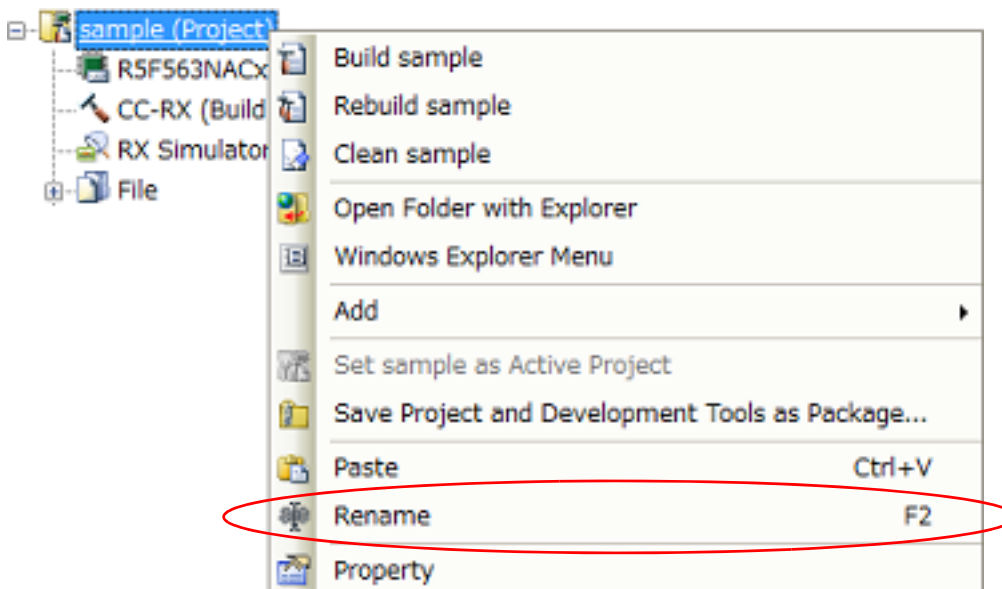 sample (Project)
R5F563NACx
CC-RX (Build
RX Simulator
File
Build sample
Rebuild sample
Clean sample
Open Folder with Explorer
Windows Explorer Menu
Add
Set sample as Active Project
Save Project and Development Tools as Package...
Paste Ctrl+V
Rename F2
Property